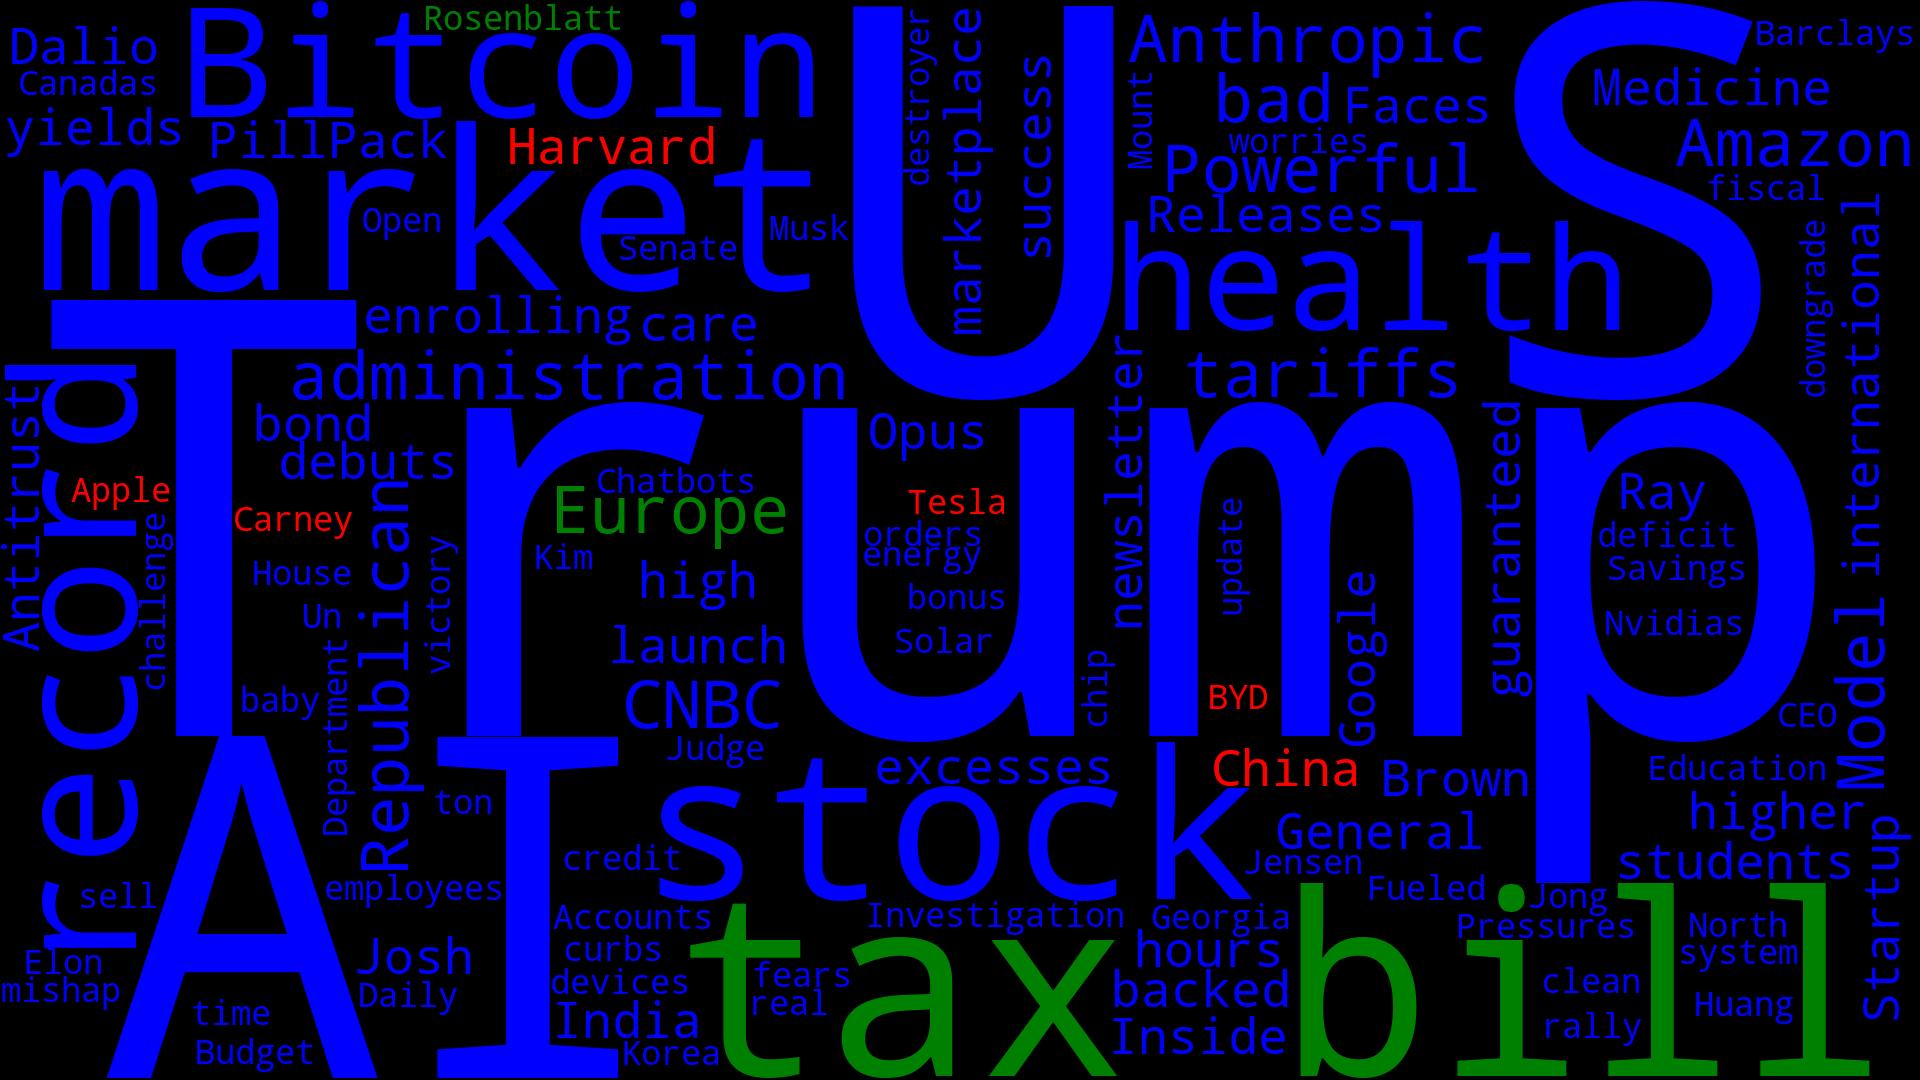 Rosenblatt
Dalio
Bitcoin
U
S
Anthropic
Barclays
Canadas
destroyer
marketplace
success
Mount
bad
Faces
Medicine
yields
PillPack
Harvard
worries
Powerful
Amazon
market
Open
Senate
Musk
Releases
fiscal
health
downgrade
international
enrolling
care
administration
newsletter
tariffs
Trump
record
Antitrust
bond
debuts
Opus
guaranteed
Apple
Carney
Chatbots
Europe
Tesla
Ray
orders
energy
update
deficit
Savings
challenge
House
Republican
victory
Kim
high
bonus
Google
Nvidias
Un
launch
Solar
chip
Model
baby
Department
CNBC
BYD
CEO
Judge
AI
stock
excesses
China
Brown
Education
higher
ton
General
credit
Jensen
students
Startup
sell
employees
Fueled
Jong
Accounts
Investigation
Georgia
Pressures
North
tax
bill
curbs
hours
system
Elon
Josh
devices
fears
backed
clean
mishap
Daily
real
Huang
time
India
Inside
rally
Budget
Korea